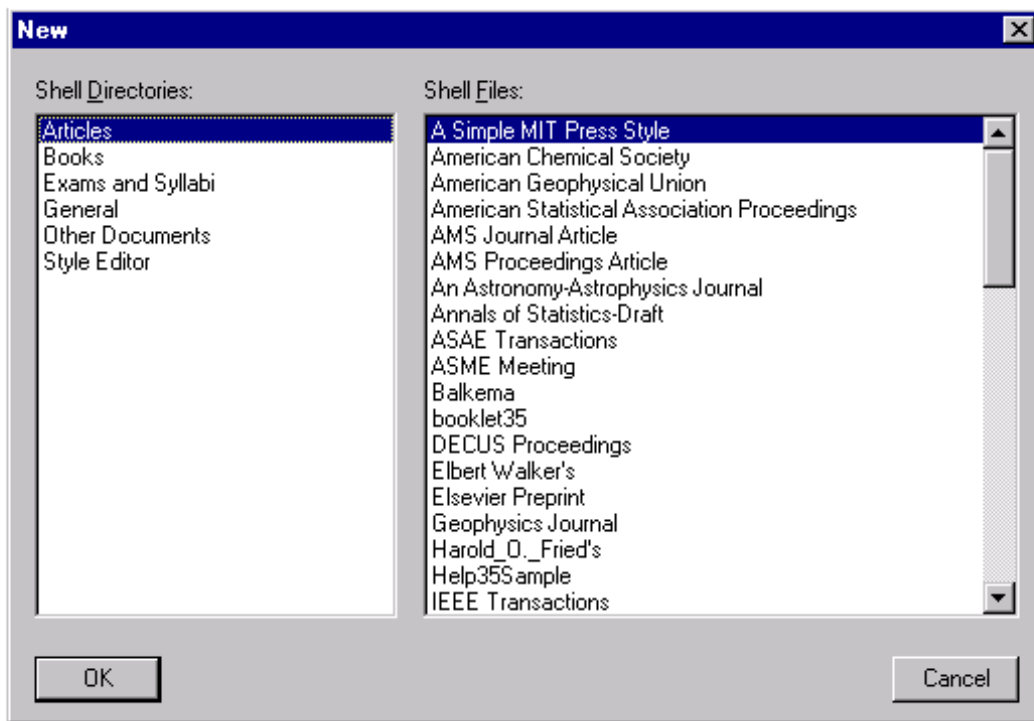 New
Shell Directories:
Articles
Books
Exams and Syllabi
General
Other Documents
Style Editor
Shell Files:
A Simple MIT Press Style
American Chemical Society
American Geophysical Union
American Statistical Association Proceedings
AMS Journal Article
AMS Proceedings Article
An Astronomy-Astrophysics Journal
Annals of Statistics-Draft
ASAE Transactions
ASME Meeting
Balkema
booklet35
DECUS Proceedings
Elbert Walker's
Elsevier Preprint
Geophysics Journal
Harold_O._Fried's
Help35Sample
IEEE Transactions
OK
Cancel